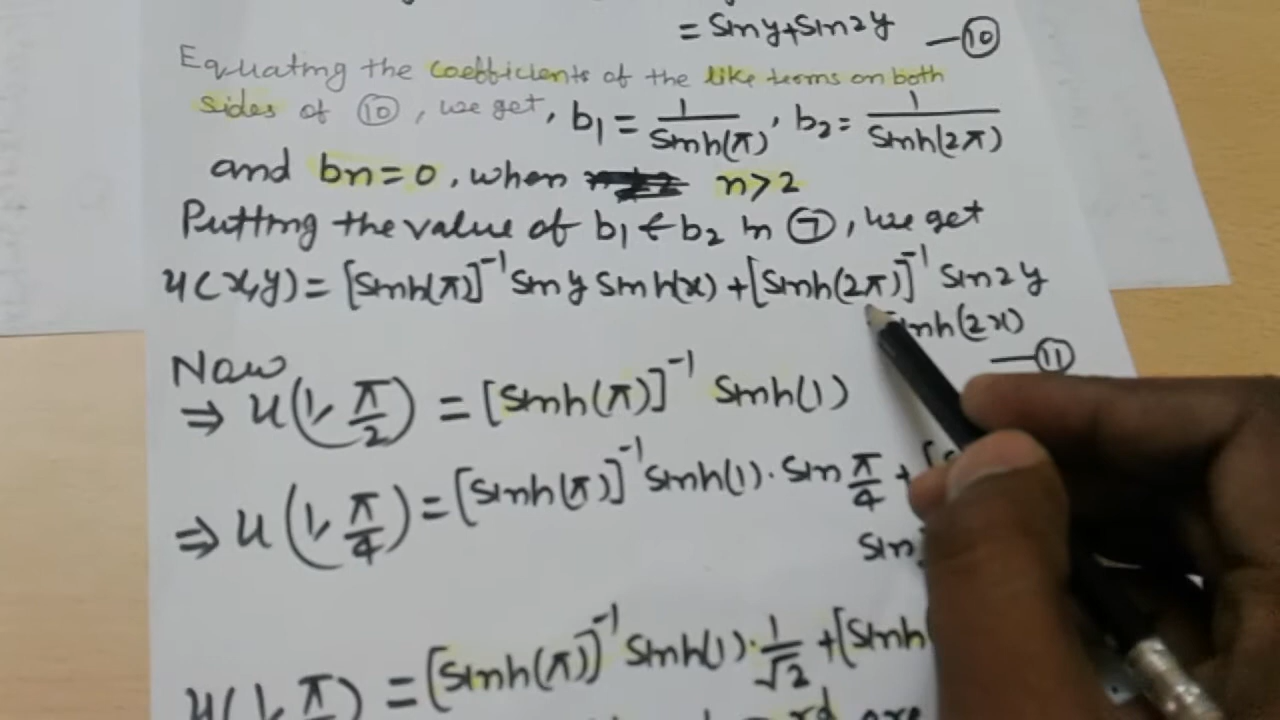 = sin y + sin 2y —⑩
Equating the coefficients of the like terms on both
sides of ⑩, we get, b₁ = 1/sinh(π), b₂ = 1/sinh(2π)
and bn = 0, when n > 2
Putting the value of b₁ & b₂ in ⑦, we get
u(x,y) = [sinh(π)]⁻¹ sin y sinh(x) + [sinh(2π)]⁻¹ sin 2y
sinh(2x)
—⑪
Now
⇒ u(1, π/2) = [sinh(π)]⁻¹ sinh(1)
⇒ u(1, π/4) = [sinh(π)]⁻¹ sinh(1) · sin π/4 + [
sin
u(1, π/ ) = [sinh(π)]⁻¹ sinh(1) · 1/√2 + [sinh
rd are